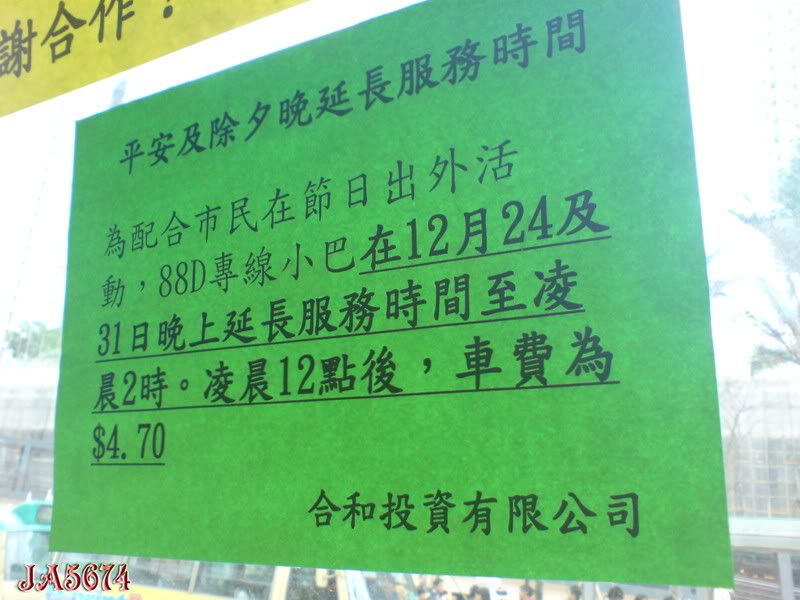 謝合作！
平安及除夕晚延長服務時間
為配合市民在節日出外活
動，88D專線小巴在12月24及
31日晚上延長服務時間至凌
晨2時。凌晨12點後，車費為
$4.70
合和投資有限公司
JA5674